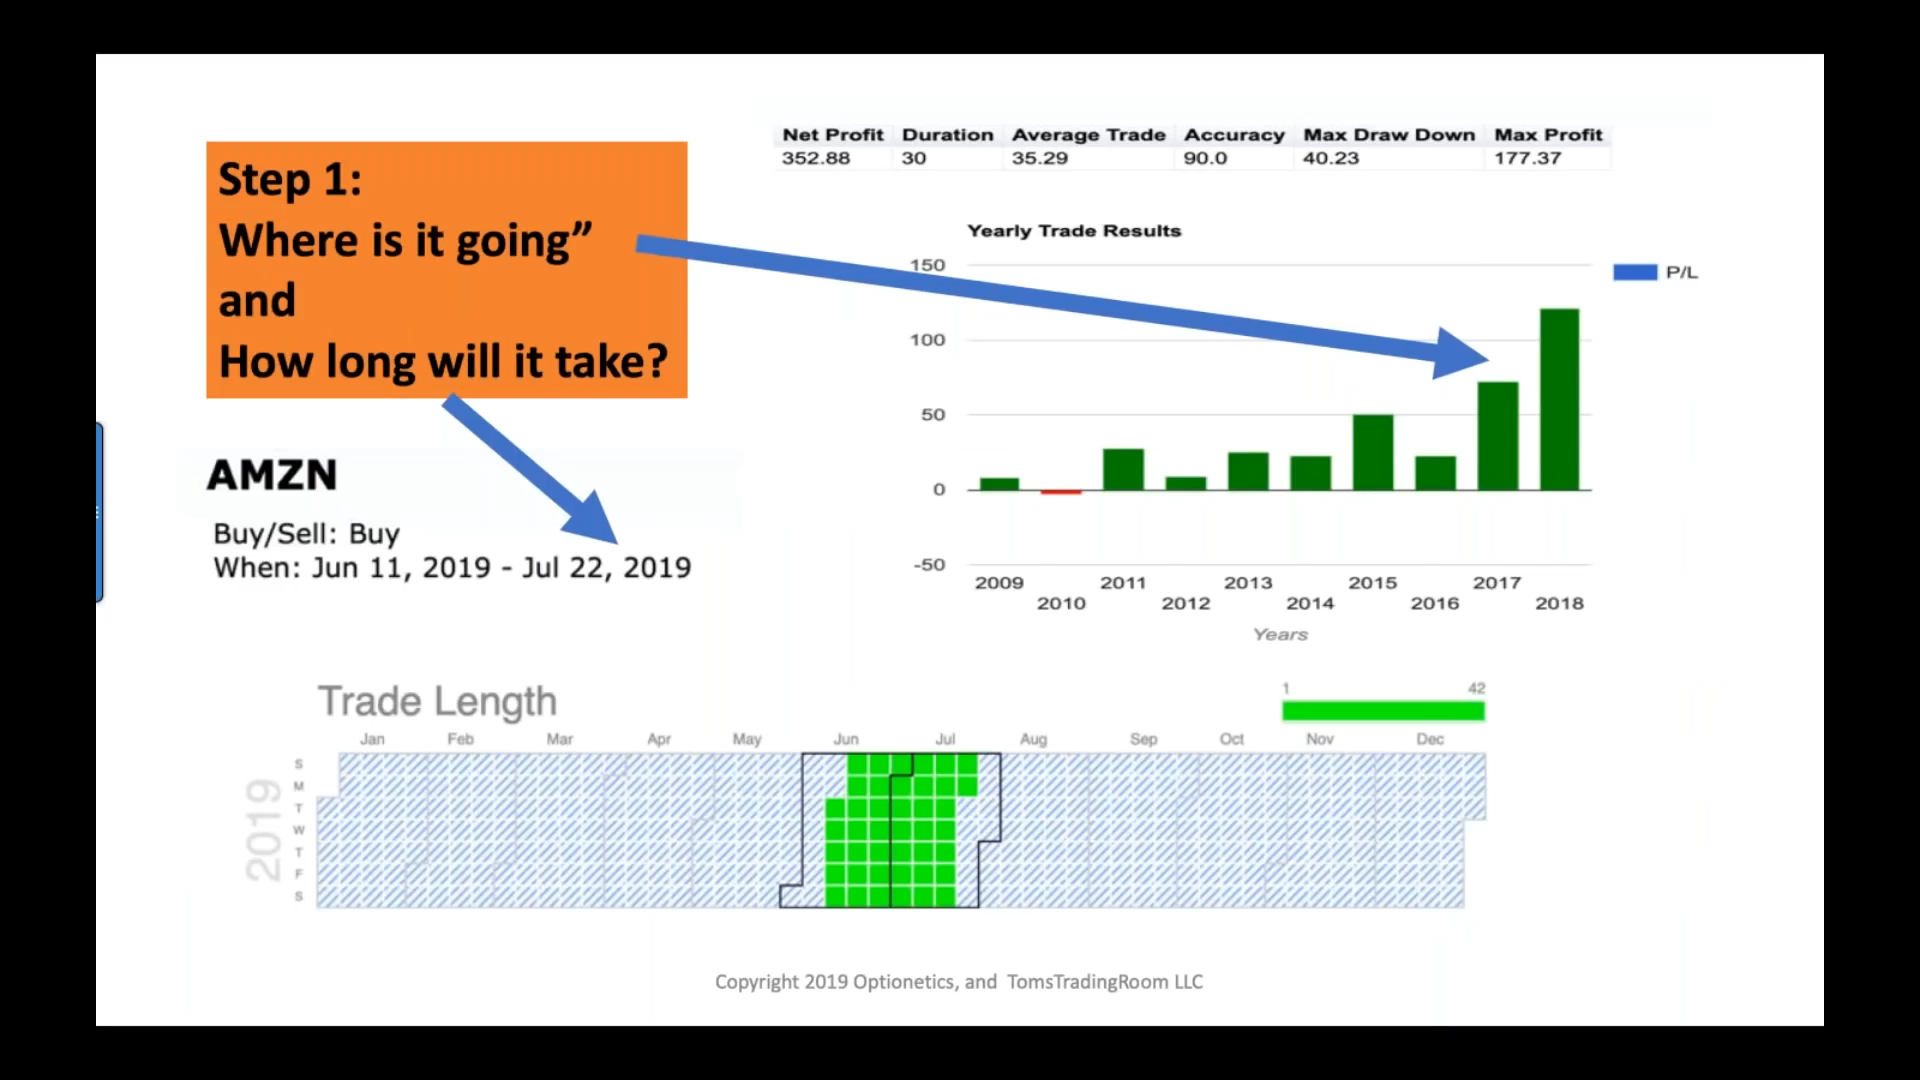 Step 1:
Where is it going”
and
How long will it take?
Net Profit Duration Average Trade Accuracy Max Draw Down Max Profit
352.88 30 35.29 90.0 40.23 177.37
Yearly Trade Results
P/L
150
100
50
0
-50
2009 2010 2011 2012 2013 2014 2015 2016 2017 2018
Years
AMZN
Buy/Sell: Buy
When: Jun 11, 2019 - Jul 22, 2019
Trade Length
1 42
Jan Feb Mar Apr May Jun Jul Aug Sep Oct Nov Dec
2019
S
M
T
W
T
F
S
Copyright 2019 Optionetics, and TomsTradingRoom LLC